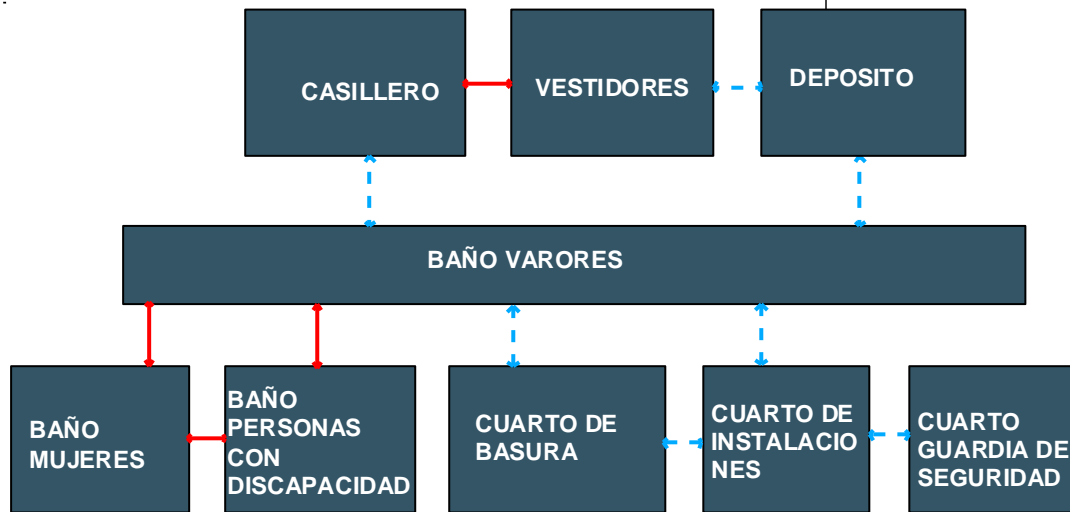 CASILLERO
VESTIDORES
DEPOSITO
BAÑO VARORES
BAÑO
MUJERES
BAÑO
PERSONAS
CON
DISCAPACIDAD
CUARTO DE
BASURA
CUARTO DE
INSTALACIO
NES
CUARTO
GUARDIA DE
SEGURIDAD